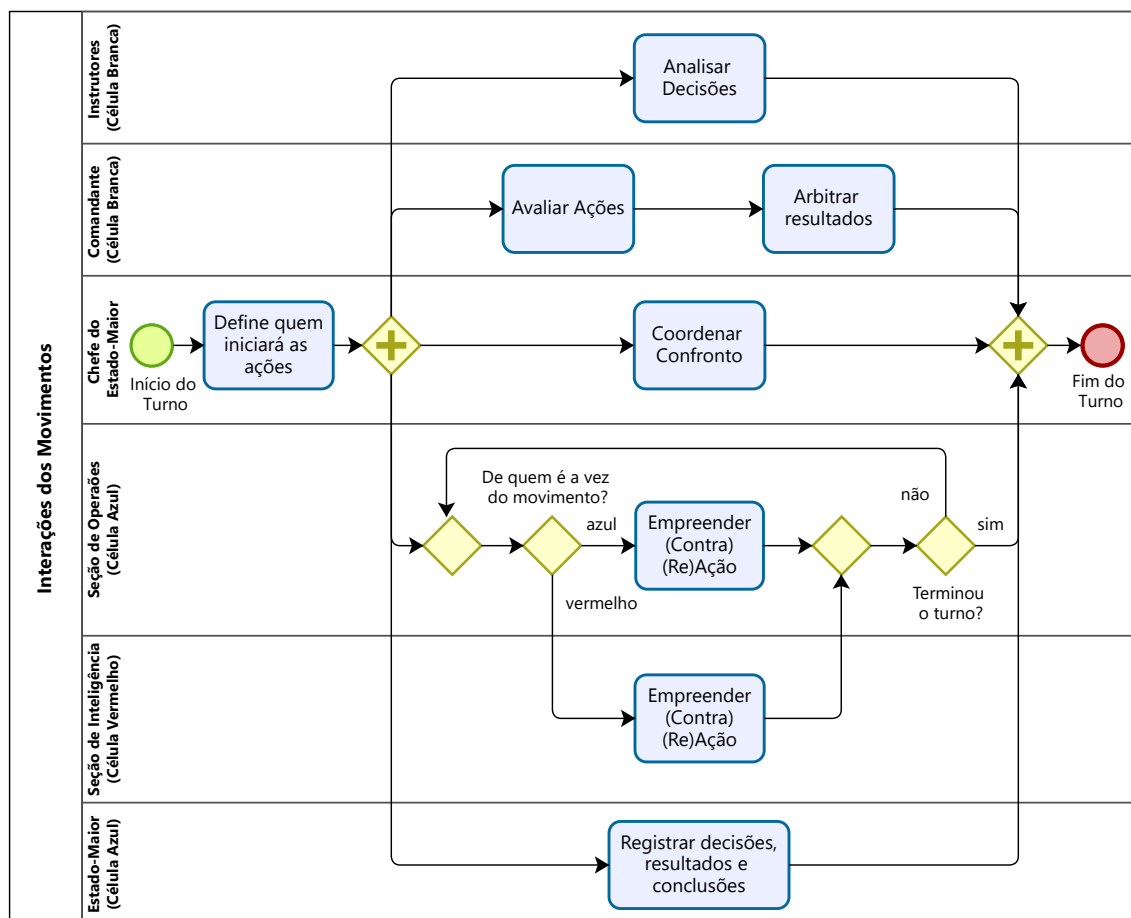 Interações dos Movimentos
Instrutores
(Célula Branca)
Analisar
Decisões
Comandante
(Célula Branca)
Avaliar Ações
Arbitrar
resultados
Chefe do
Estado-Maior
Início do
Turno
Define quem
iniciará as
ações
Coordenar
Confronto
Fim do
Turno
Seção de Operaões
(Célula Azul)
De quem é a vez
do movimento?
azul
vermelho
Empreender
(Contra)
(Re)Ação
não
sim
Terminou
o turno?
Seção de Inteligência
(Célula Vermelho)
Empreender
(Contra)
(Re)Ação
Estado-Maior
(Célula Azul)
Registrar decisões,
resultados e
conclusões